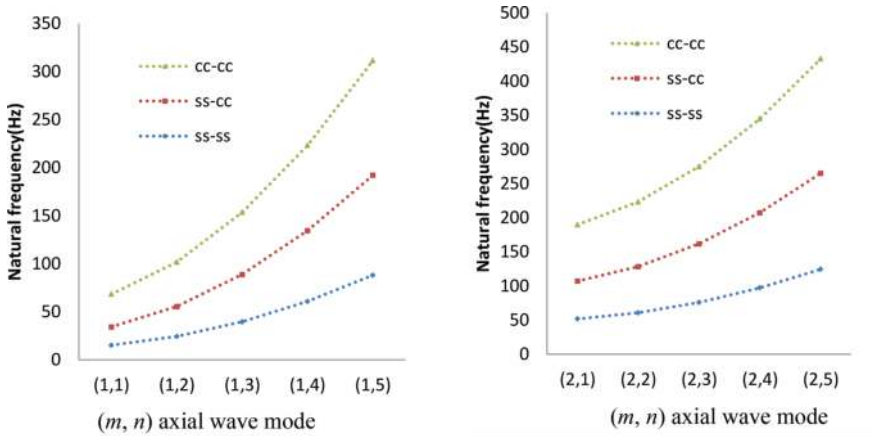 350
300
250
200
150
100
50
0
Natural frequency(Hz)
cc-cc
ss-cc
ss-ss
(1,1) (1,2) (1,3) (1,4) (1,5)
(m, n) axial wave mode
500
450
400
350
300
250
200
150
100
50
0
Natural frequency(Hz)
cc-cc
ss-cc
ss-ss
(2,1) (2,2) (2,3) (2,4) (2,5)
(m, n) axial wave mode